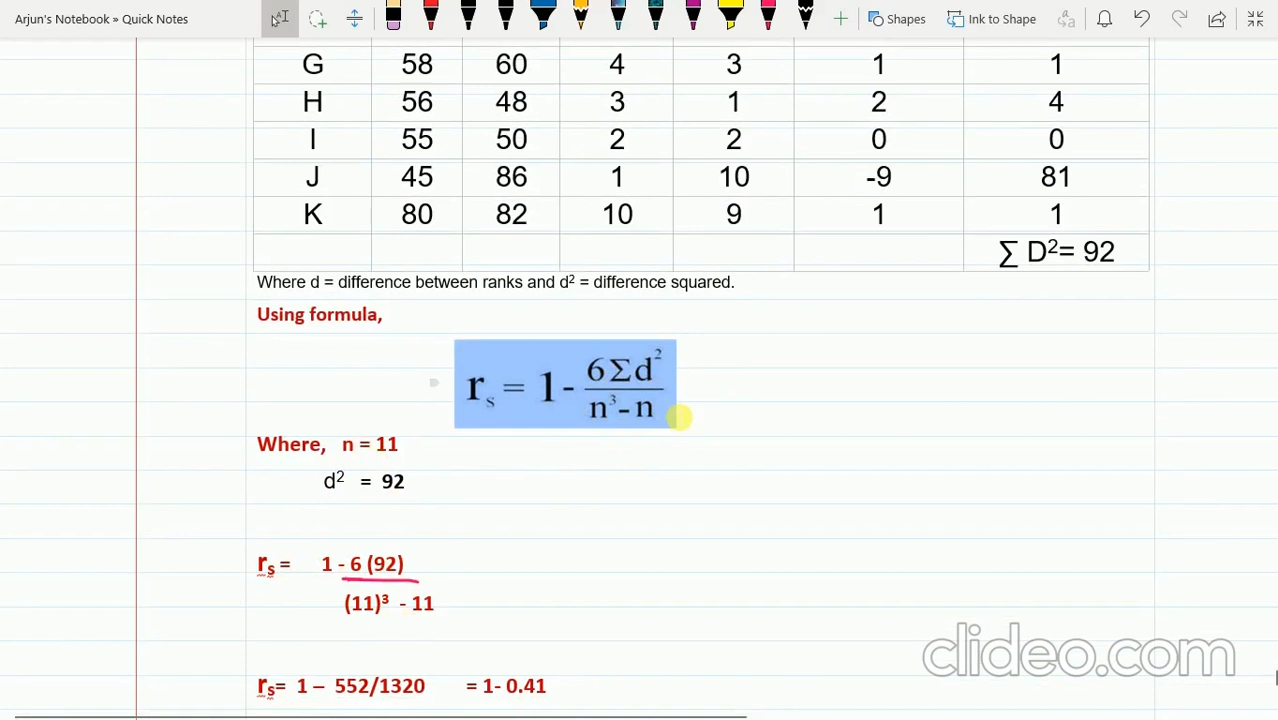 Arjun's Notebook » Quick Notes
Shapes
Ink to Shape
G 58 60 4 3 1 1
H 56 48 3 1 2 4
I 55 50 2 2 0 0
J 45 86 1 10 -9 81
K 80 82 10 9 1 1
∑ D²= 92
Where d = difference between ranks and d² = difference squared.
Using formula,
rₛ = 1 - 6Σd² / n³-n
Where, n = 11
d² = 92
rₛ = 1 - 6 (92)
(11)³ - 11
rₛ= 1 – 552/1320 = 1- 0.41
clideo.com